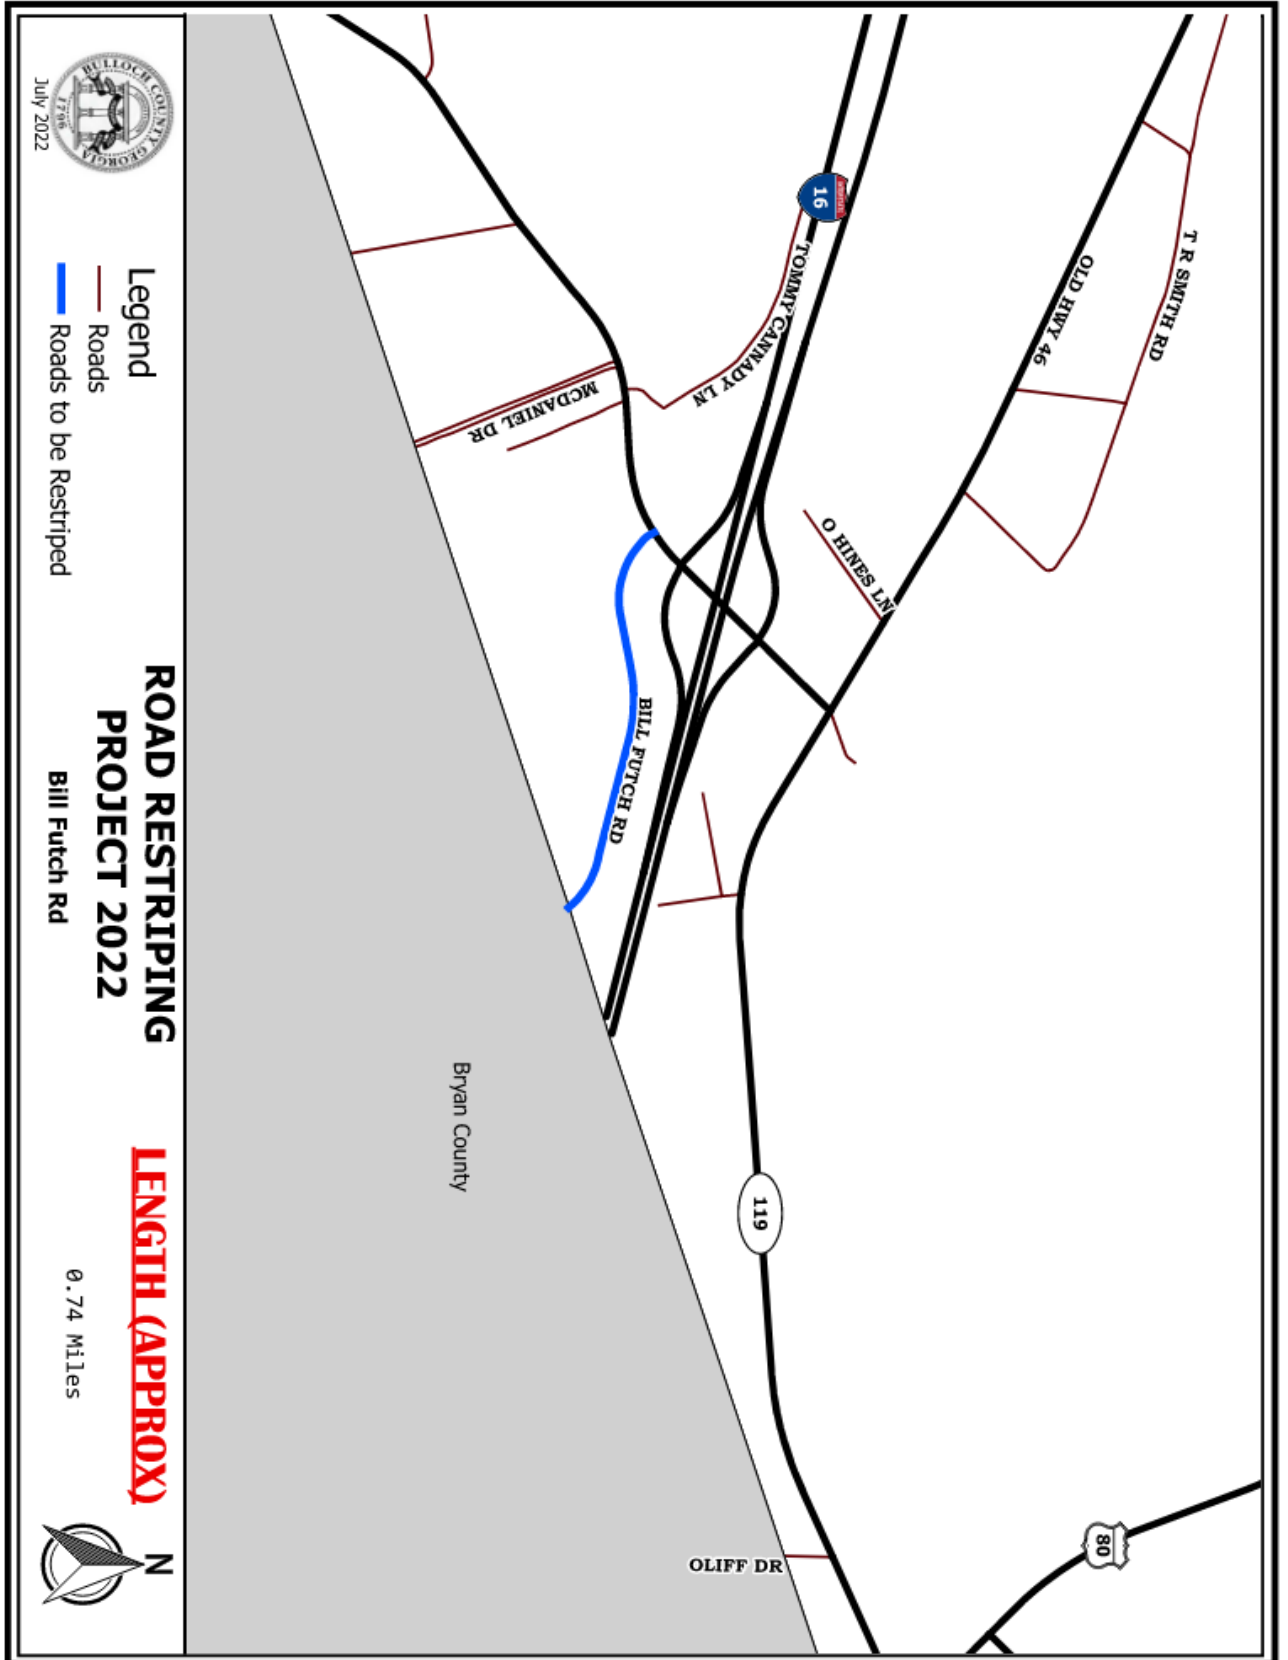 T R SMITH RD
OLD HWY 46
16
TOMMY CANNADY LN
MCDANIEL DR
O HINES LN
BILL FUTCH RD
119
80
OLIFF DR
Bryan County
BULLOCH COUNTY GEORGIA
1796
July 2022
Legend
Roads
Roads to be Restriped
ROAD RESTRIPING
PROJECT 2022
Bill Futch Rd
LENGTH (APPROX)
0.74 Miles
N